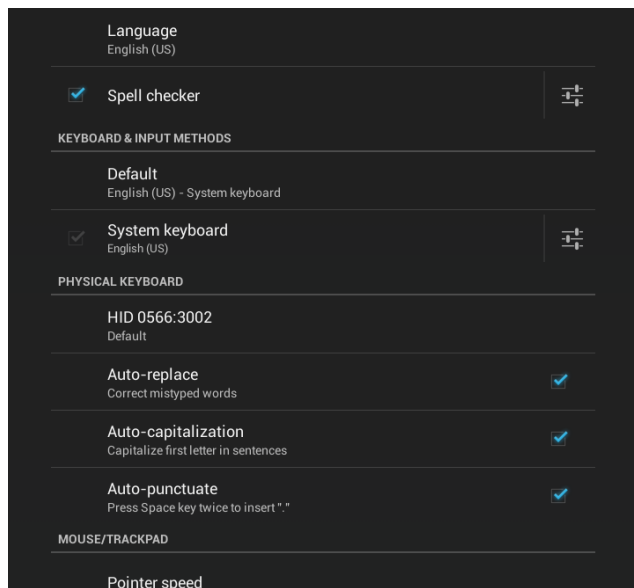 Language
English (US)
Spell checker
KEYBOARD & INPUT METHODS
Default
English (US) - System keyboard
System keyboard
English (US)
PHYSICAL KEYBOARD
HID 0566:3002
Default
Auto-replace
Correct mistyped words
Auto-capitalization
Capitalize first letter in sentences
Auto-punctuate
Press Space key twice to insert "."
MOUSE/TRACKPAD
Pointer speed